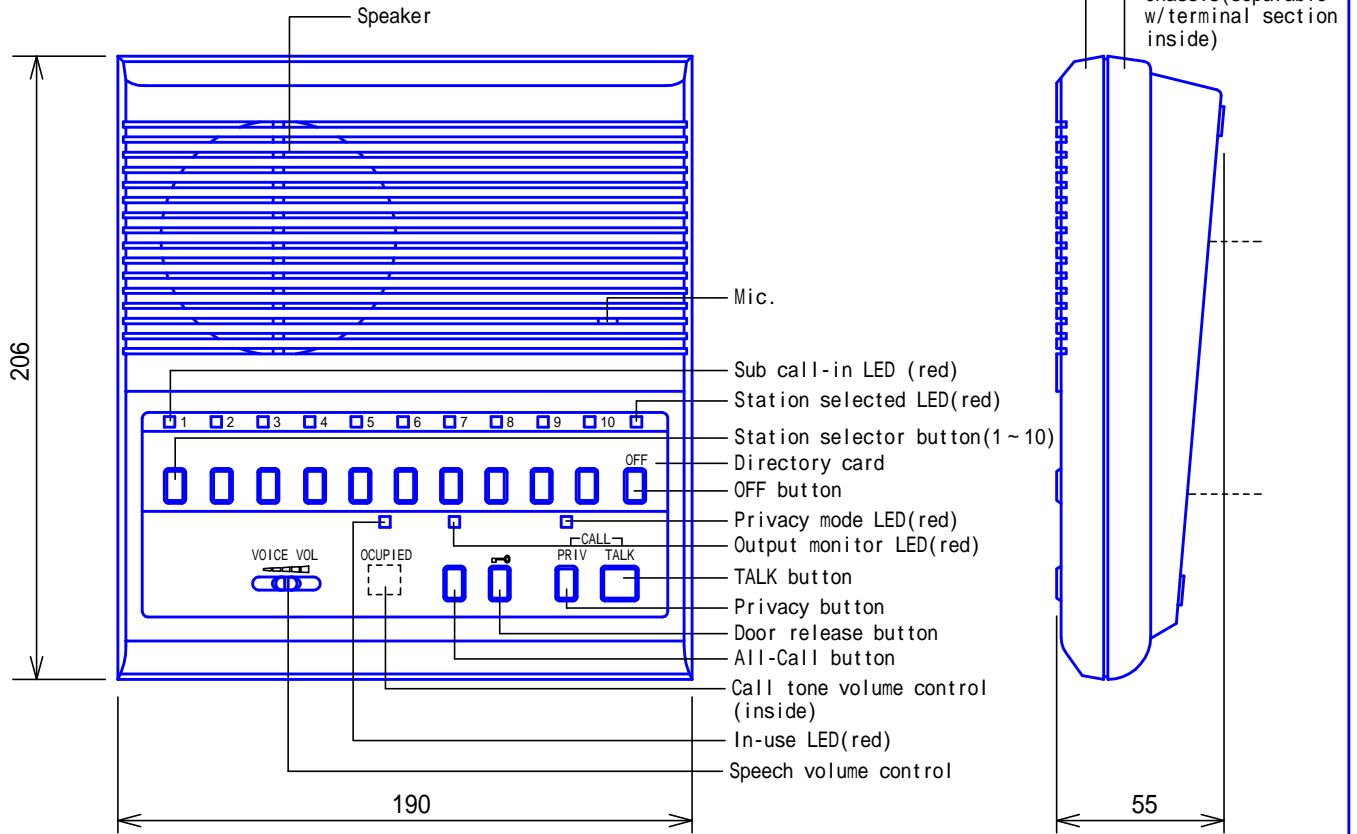 Speaker
w/terminal section
inside)
206
Mic.
Sub call-in LED (red)
Station selected LED(red)
1 2 3 4 5 6 7 8 9 10
Station selector button(1~10)
OFF
Directory card
OFF button
Privacy mode LED(red)
Output monitor LED(red)
CALL
VOICE VOL
OCUPIED
PRIV
TALK
TALK button
Privacy button
Door release button
All-Call button
Call tone volume control
(inside)
In-use LED(red)
Speech volume control
190
55